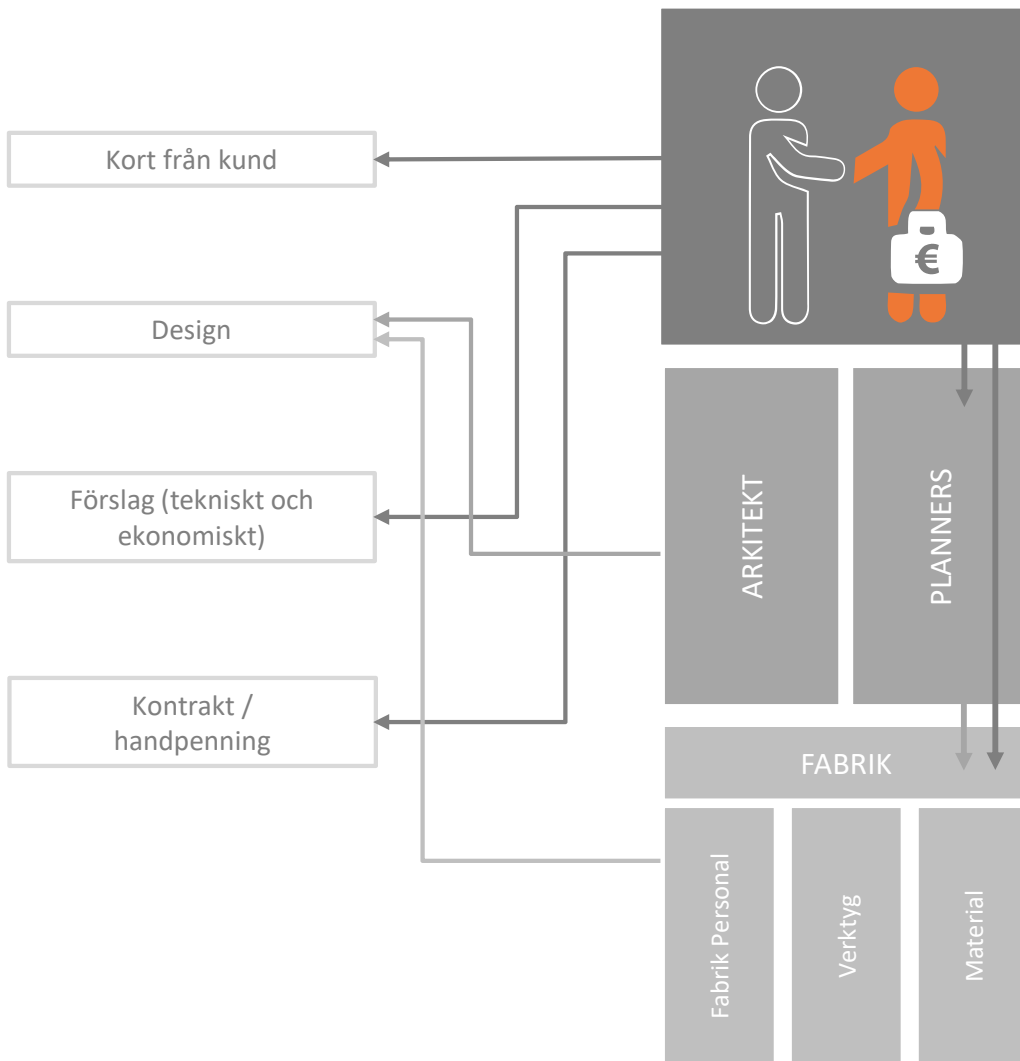 Kort från kund
€
Design
Förslag (tekniskt och
ekonomiskt)
ARKITEKT
PLANNERS
Kontrakt /
handpenning
FABRIK
Fabrik Personal
Verktyg
Material